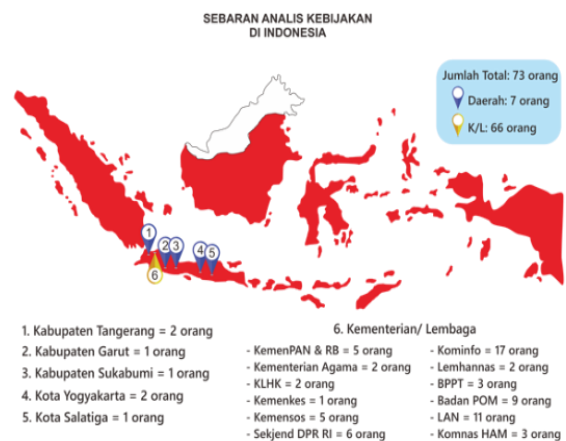 SEBARAN ANALIS KEBIJAKAN
DI INDONESIA
Jumlah Total: 73 orang
Daerah: 7 orang
K/L: 66 orang
1
2
3
4
5
6
1. Kabupaten Tangerang = 2 orang
2. Kabupaten Garut = 1 orang
3. Kabupaten Sukabumi = 1 orang
4. Kota Yogyakarta = 2 orang
5. Kota Salatiga = 1 orang
6. Kementerian/ Lembaga
- KemenPAN & RB = 5 orang
- Kementerian Agama = 2 orang
- KLHK = 2 orang
- Kemenkes = 1 orang
- Kemensos = 5 orang
- Sekjend DPR RI = 6 orang
- Kominfo = 17 orang
- Lemhannas = 2 orang
- BPPT = 3 orang
- Badan POM = 9 orang
- LAN = 11 orang
- Komnas HAM = 3 orang